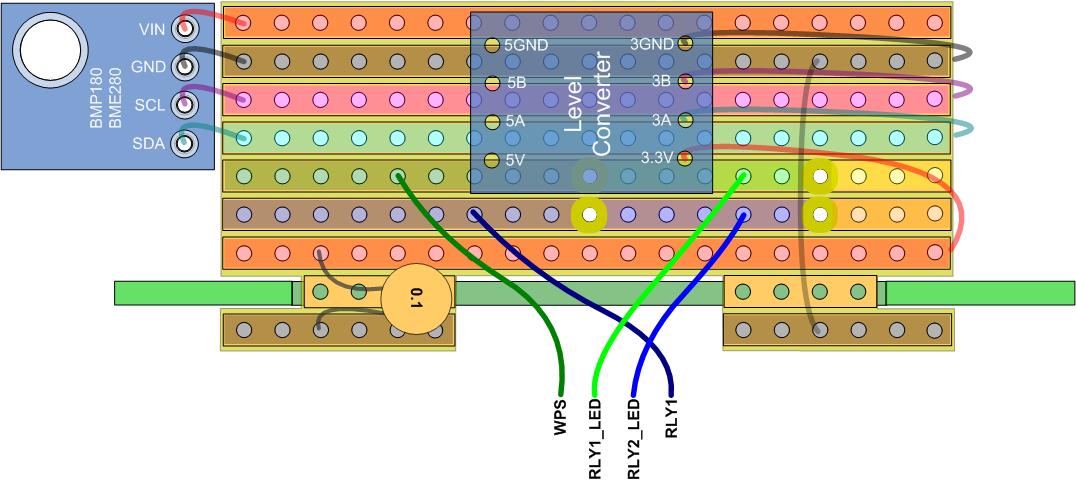 VIN
GND
SCL
SDA
BMP180
BME280
5GND
5B
5A
5V
Level
Converter
3GND
3B
3A
3.3V
0.1
WPS
RLY1_LED
RLY2_LED
RLY1